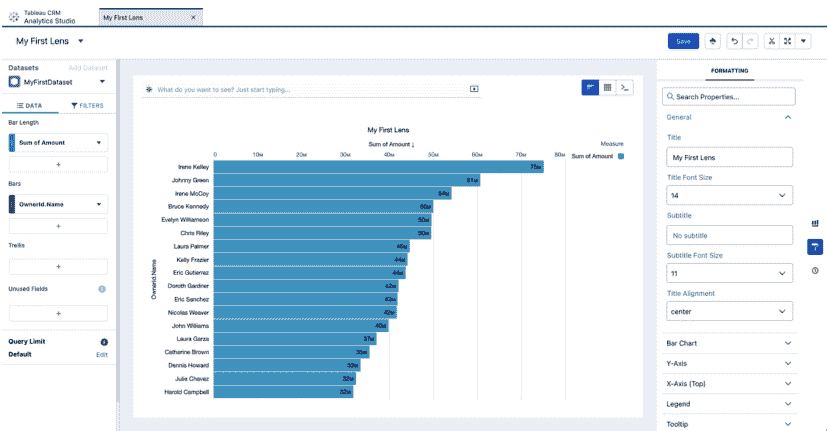 Tableau CRM
Analytics Studio
My First Lens
My First Lens
Save
Datasets
Add Dataset
MyFirstDataset
DATA
FILTERS
Bar Length
Sum of Amount
+
Bars
OwnerId.Name
+
Trellis
+
Unused Fields
+
Query Limit
Default
Edit
What do you want to see? Just start typing...
My First Lens
Sum of Amount ↓
0 10M 20M 30M 40M 50M 60M 70M 80M
Measure
Sum of Amount
OwnerId.Name
Irene Kelley
Johnny Green 61M
Irene McCoy 54M
Bruce Kennedy 50M
Evelyn Williamson 50M
Chris Riley 50M
Laura Palmer 45M
Kelly Frazier 44M
Eric Gutierrez 44M
Doroth Gardner 42M
Eric Sanchez 42M
Nicolas Weaver 42M
John Williams 40M
Laura Garza 37M
Catherine Brown
Dennis Howard
Julie Chavez 32M
Harold Campbell 32M
FORMATTING
Search Properties...
General
Title
My First Lens
Title Font Size
14
Subtitle
No subtitle
Subtitle Font Size
11
Title Alignment
center
Bar Chart
Y-Axis
X-Axis (Top)
Legend
Tooltip